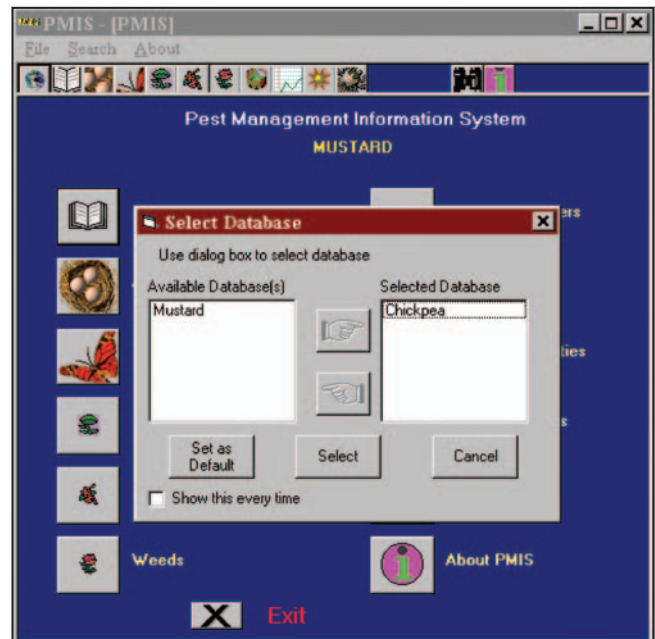 PMIS PMIS - [PMIS]
File Search About
Pest Management Information System
MUSTARD
ers
Select Database
Use dialog box to select database
Available Database(s) Selected Database
Mustard Chickpea
ties
s
Set as Default Select Cancel
Show this every time
Weeds About PMIS
Exit